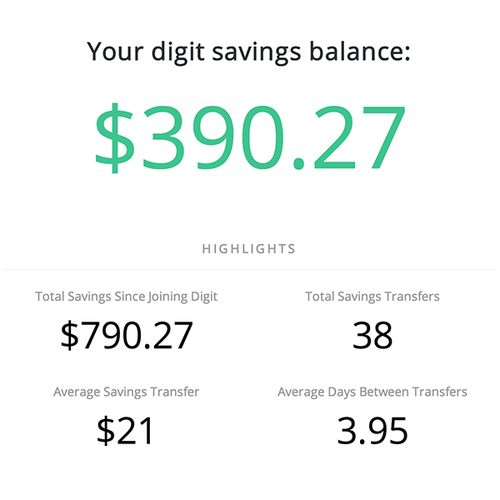 Your digit savings balance:
$390.27
HIGHLIGHTS
Total Savings Since Joining Digit
$790.27
Total Savings Transfers
38
Average Savings Transfer
$21
Average Days Between Transfers
3.95